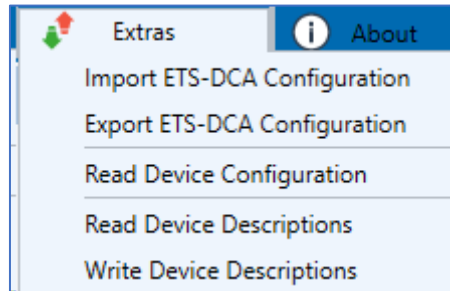 Extras
About
Import ETS-DCA Configuration
Export ETS-DCA Configuration
Read Device Configuration
Read Device Descriptions
Write Device Descriptions